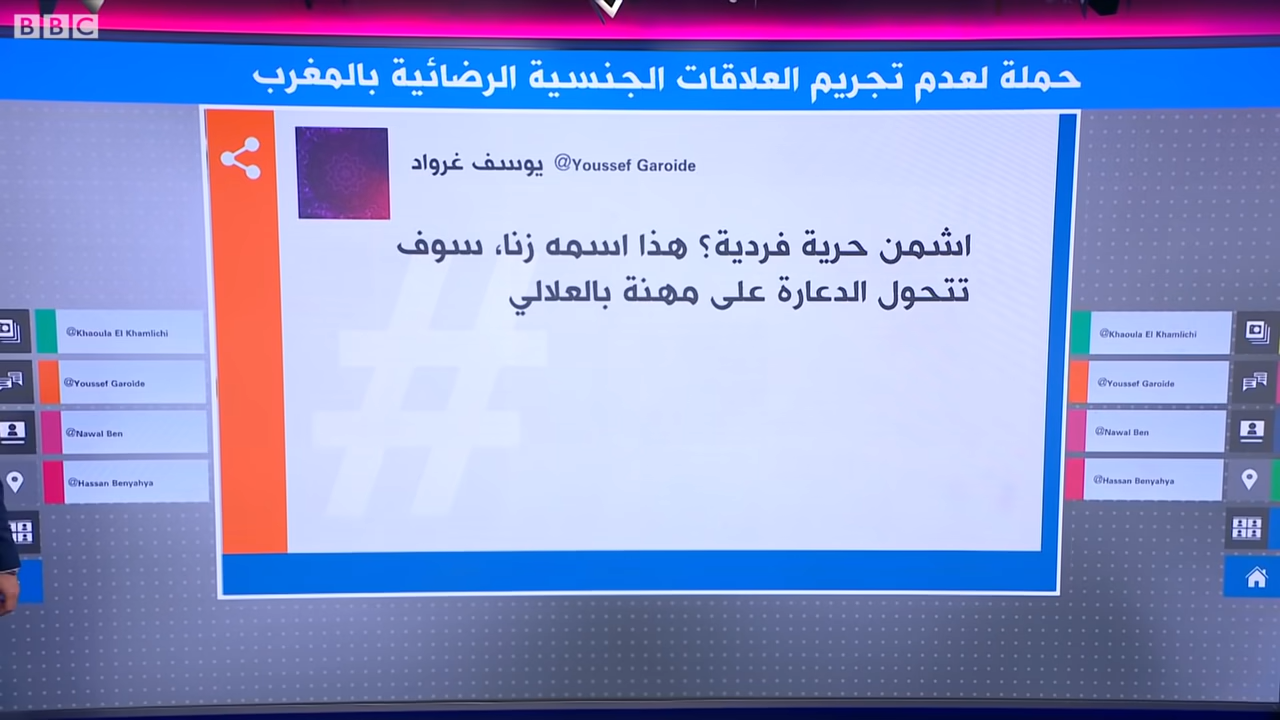 BBC
حملة لعدم تجريم العلاقات الجنسية الرضائية بالمغرب
يوسف غرواد @Youssef Garoide
اشمن حرية فردية؟ هذا اسمه زنا، سوف
تتحول الدعارة على مهنة بالعلالي
@Khaoula El Khamlichi
@Youssef Garoide
@Nawal Ben
@Hassan Benyahya
@Khaoula El Khamlichi
@Youssef Garoide
@Nawal Ben
@Hassan Benyahya